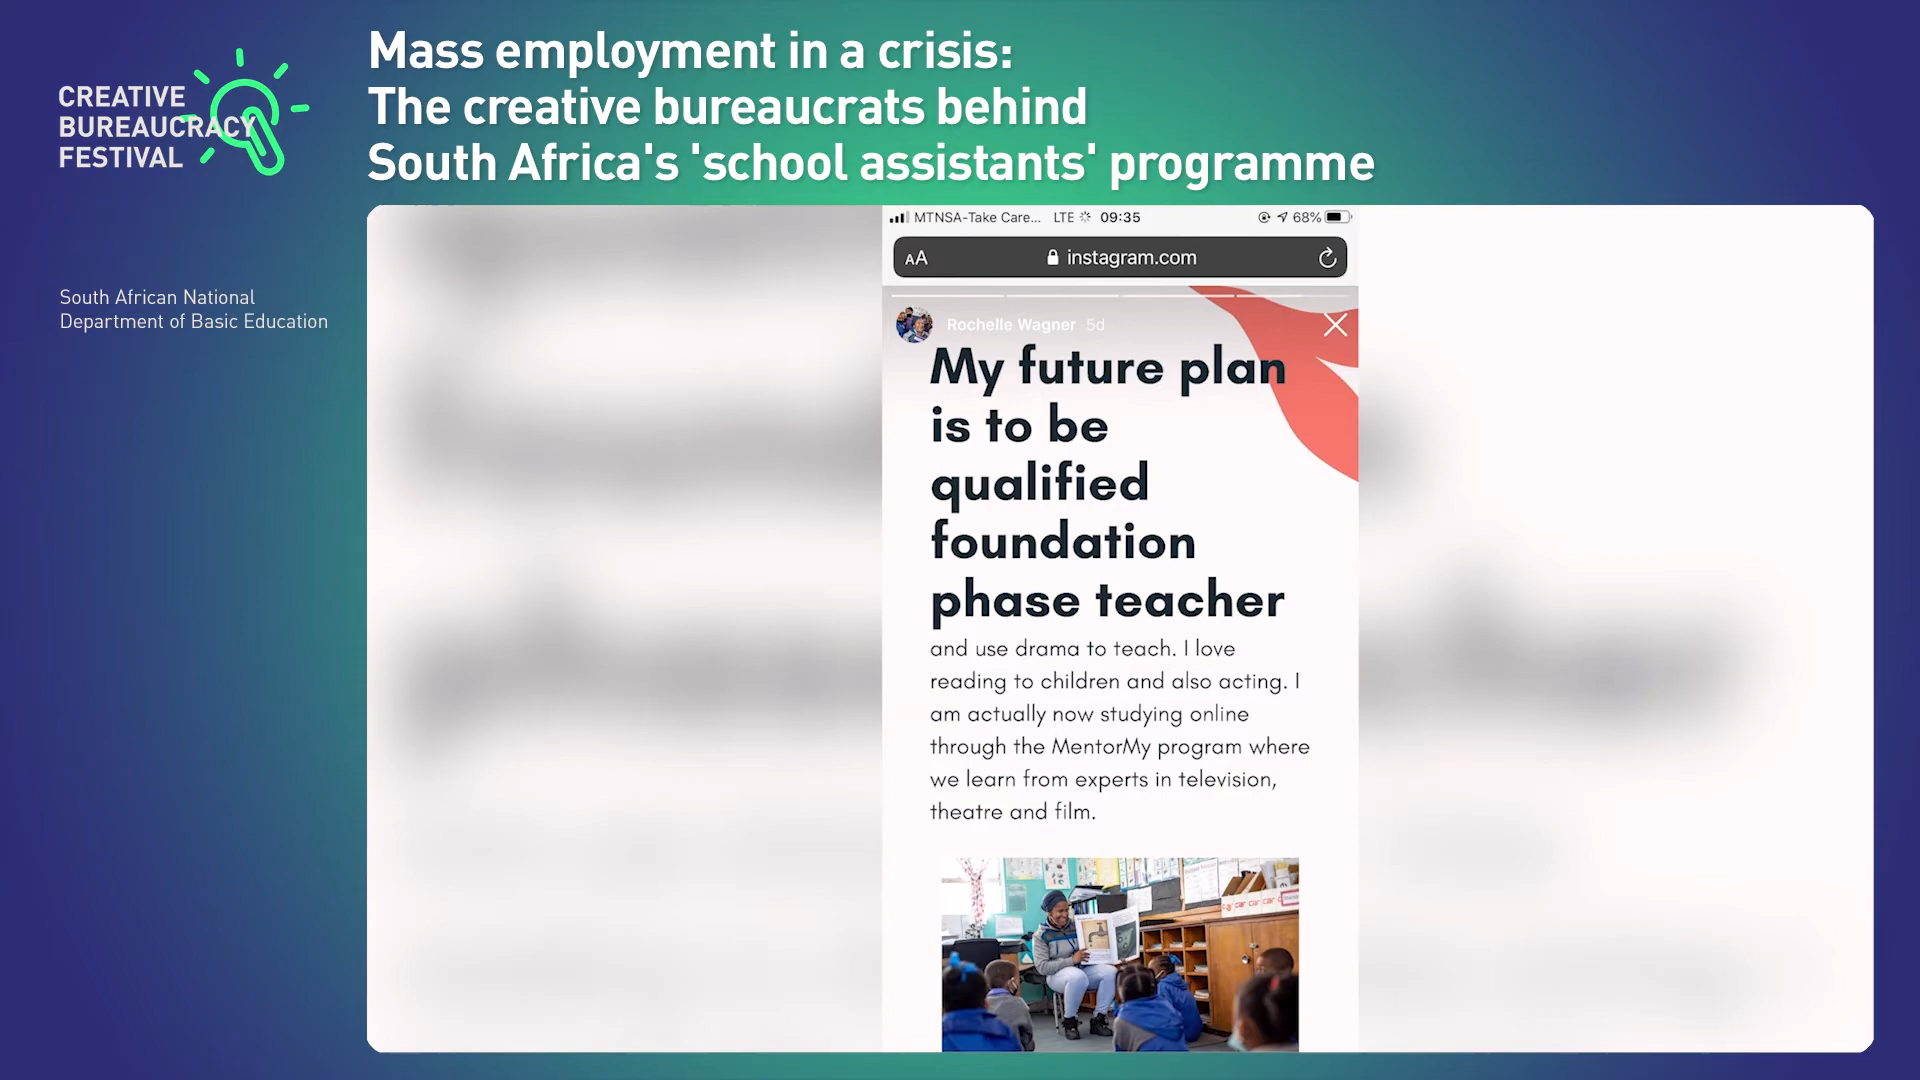 CREATIVE
BUREAUCRACY
FESTIVAL
Mass employment in a crisis:
The creative bureaucrats behind
South Africa's 'school assistants' programme
South African National
Department of Basic Education
MTNSA-Take Care... LTE 09:35 68%
AA instagram.com
Rochelle Wagner 5d
My future plan
is to be
qualified
foundation
phase teacher
and use drama to teach. I love
reading to children and also acting. I
am actually now studying online
through the MentorMy program where
we learn from experts in television,
theatre and film.
car car car